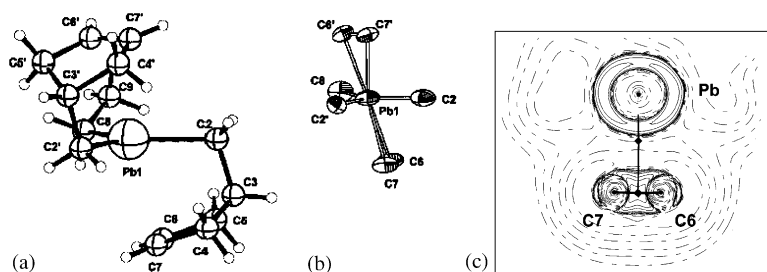 C6' C7'
C5' C4'
C3' C9
C8 C2
C2'
Pb1
C3
C6 C5
C4
C7
(a)
C6' C7'
C8
C2' Pb1 C2
C6
C7
(b)
Pb
C7 C6
(c)